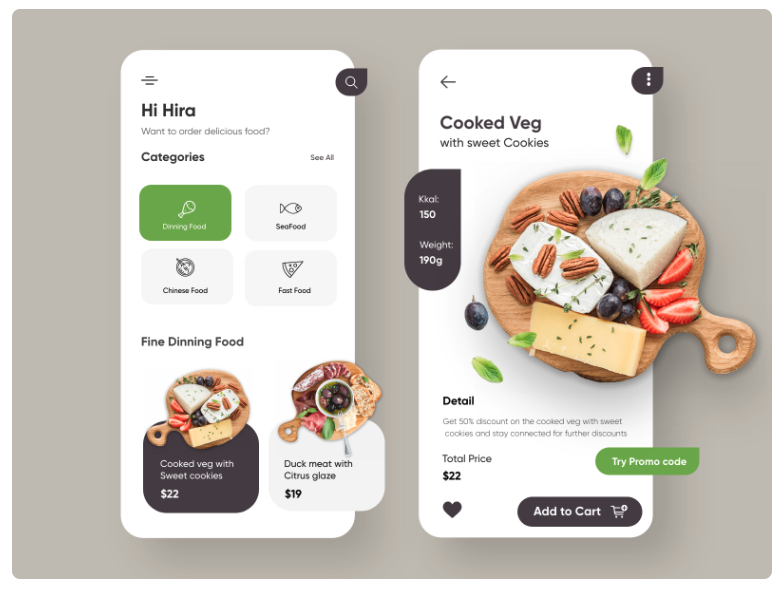 Hi Hira
Want to order delicious food?
Categories
See All
Dinning Food
SeaFood
Chinese Food
Fast Food
Fine Dinning Food
Cooked veg with
Sweet cookies
$22
Duck meat with
Citrus glaze
$19
Cooked Veg
with sweet Cookies
Kkal:
150
Weight:
190g
Detail
Get 50% discount on the cooked veg with sweet
cookies and stay connected for further discounts
Total Price
$22
Try Promo code
Add to Cart